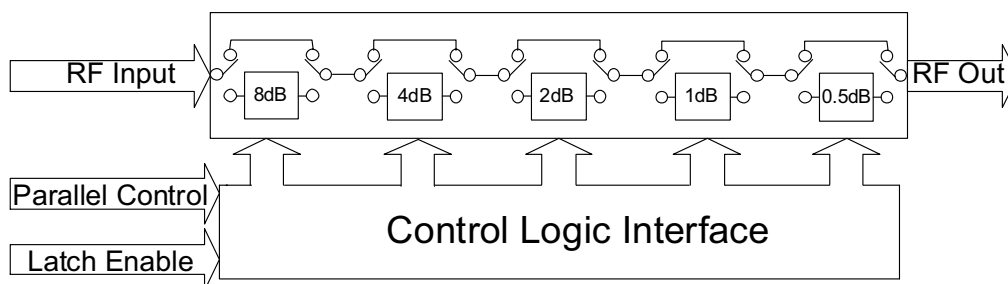 RF Input
8dB
4dB
2dB
1dB
0.5dB
RF Out
Parallel Control
Control Logic Interface
Latch Enable